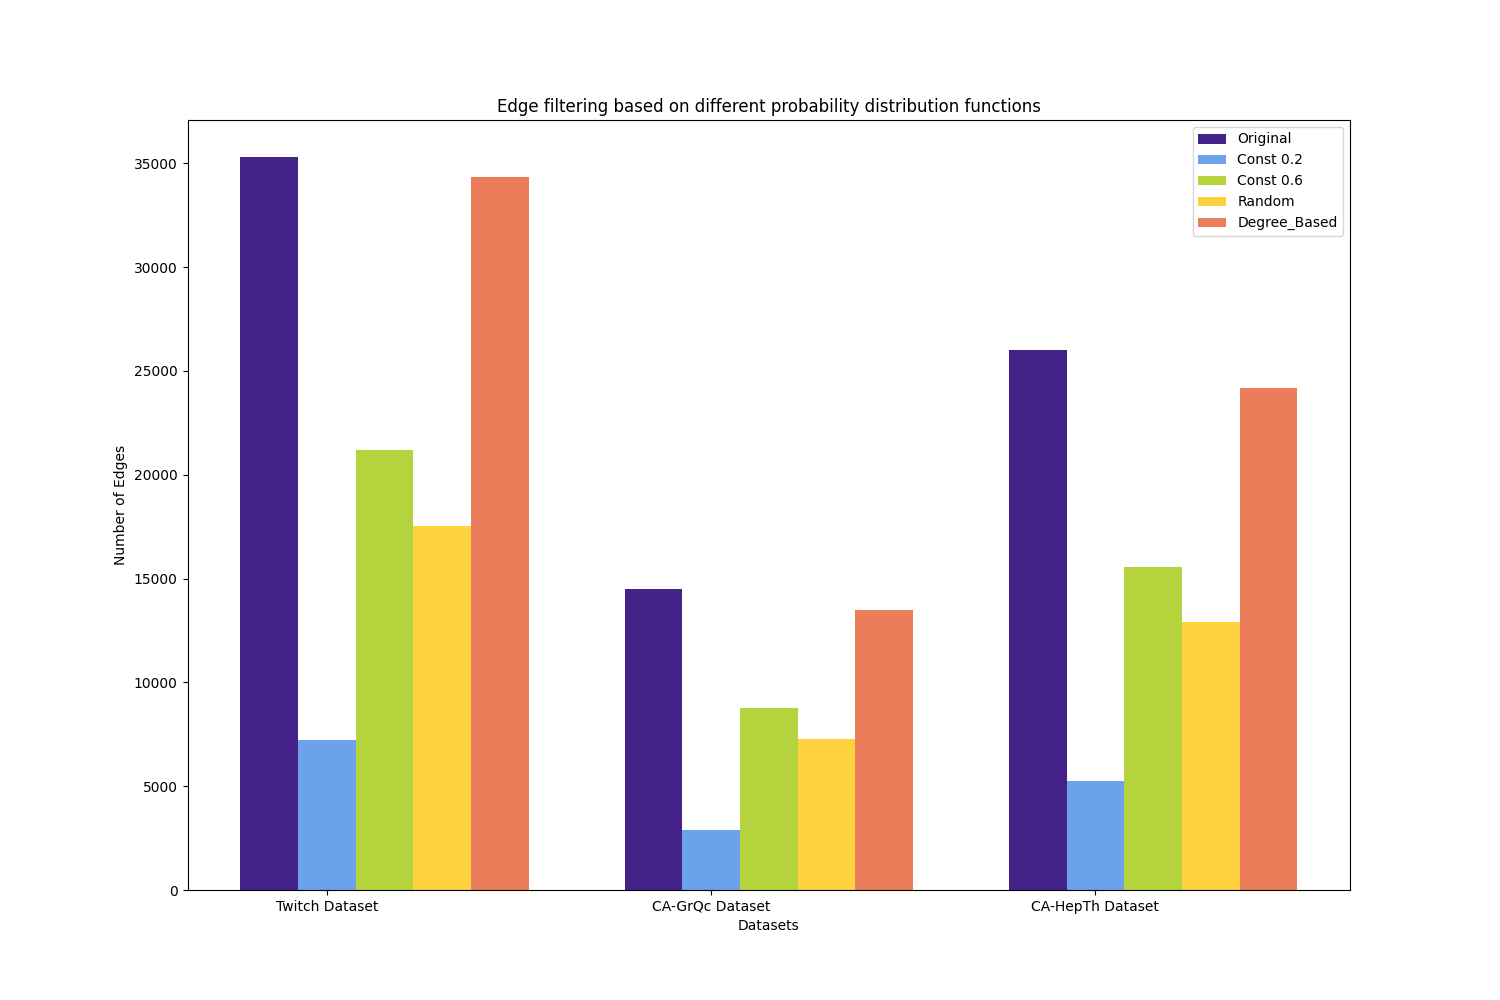 Edge filtering based on different probability distribution functions
Original
Const 0.2
Const 0.6
Random
Degree_Based
35000
30000
25000
20000
15000
10000
5000
0
Number of Edges
Twitch Dataset
CA-GrQc Dataset
CA-HepTh Dataset
Datasets